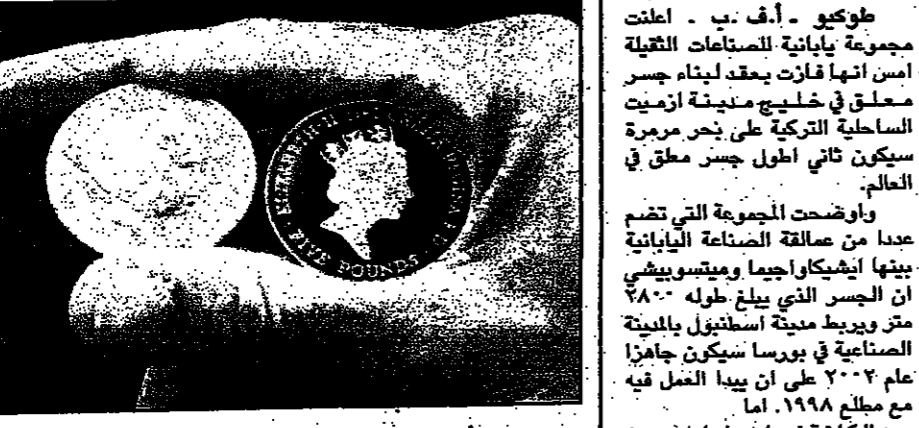 طوكيو ـ أ.ف .ب . اعلنت
مجموعة يابانية للصناعات الثقيلة
امس انها فازت بعقد لبناء جسر
معلق في خليج مدينة ازميت
الساحلية التركية على بحر مرمرة
سيكون ثاني اطول جسر معلق في
العالم.
واوضحت المجموعة التي تضم
عددا من عمالقة الصناعة اليابانية
بينها ايشيكاواجيما وميتسوبيشي
ان الجسر الذي يبلغ طوله ٢٨٠٠
متر ويربط مدينة اسطنبول بالمدينة
الصناعية في بورسا سيكون جاهزا
عام ٢٠٠٢ على ان يبدا العمل فيه
مع مطلع ١٩٩٨. اما
ELIZABETH II
POUNDS